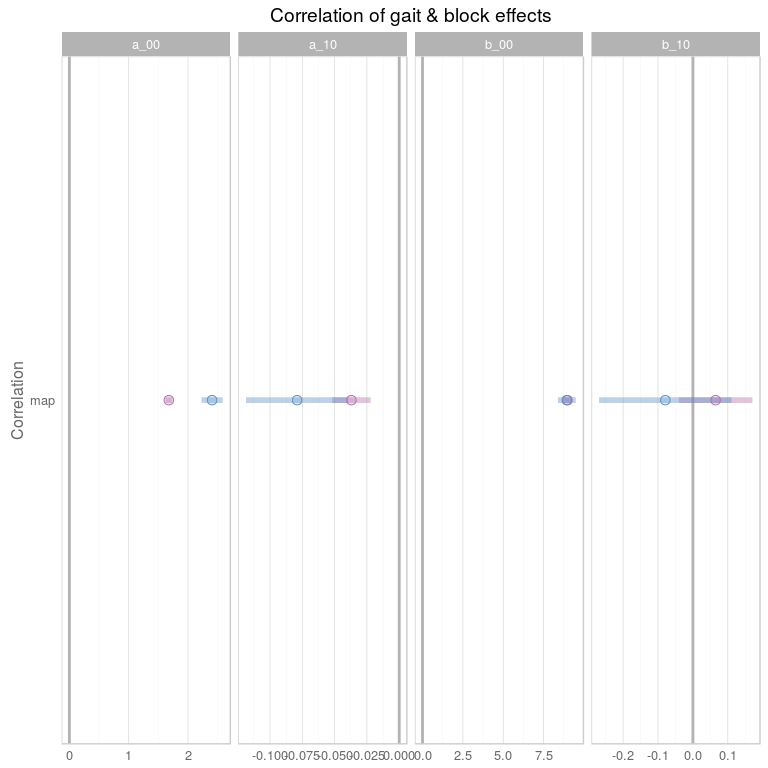 Correlation of gait & block effects
a_00 a_10 b_00 b_10
Correlation
map
0 1 2 -0.100 -0.075 -0.050 -0.025 0.000 0.0 2.5 5.0 7.5 -0.2 -0.1 0.0 0.1